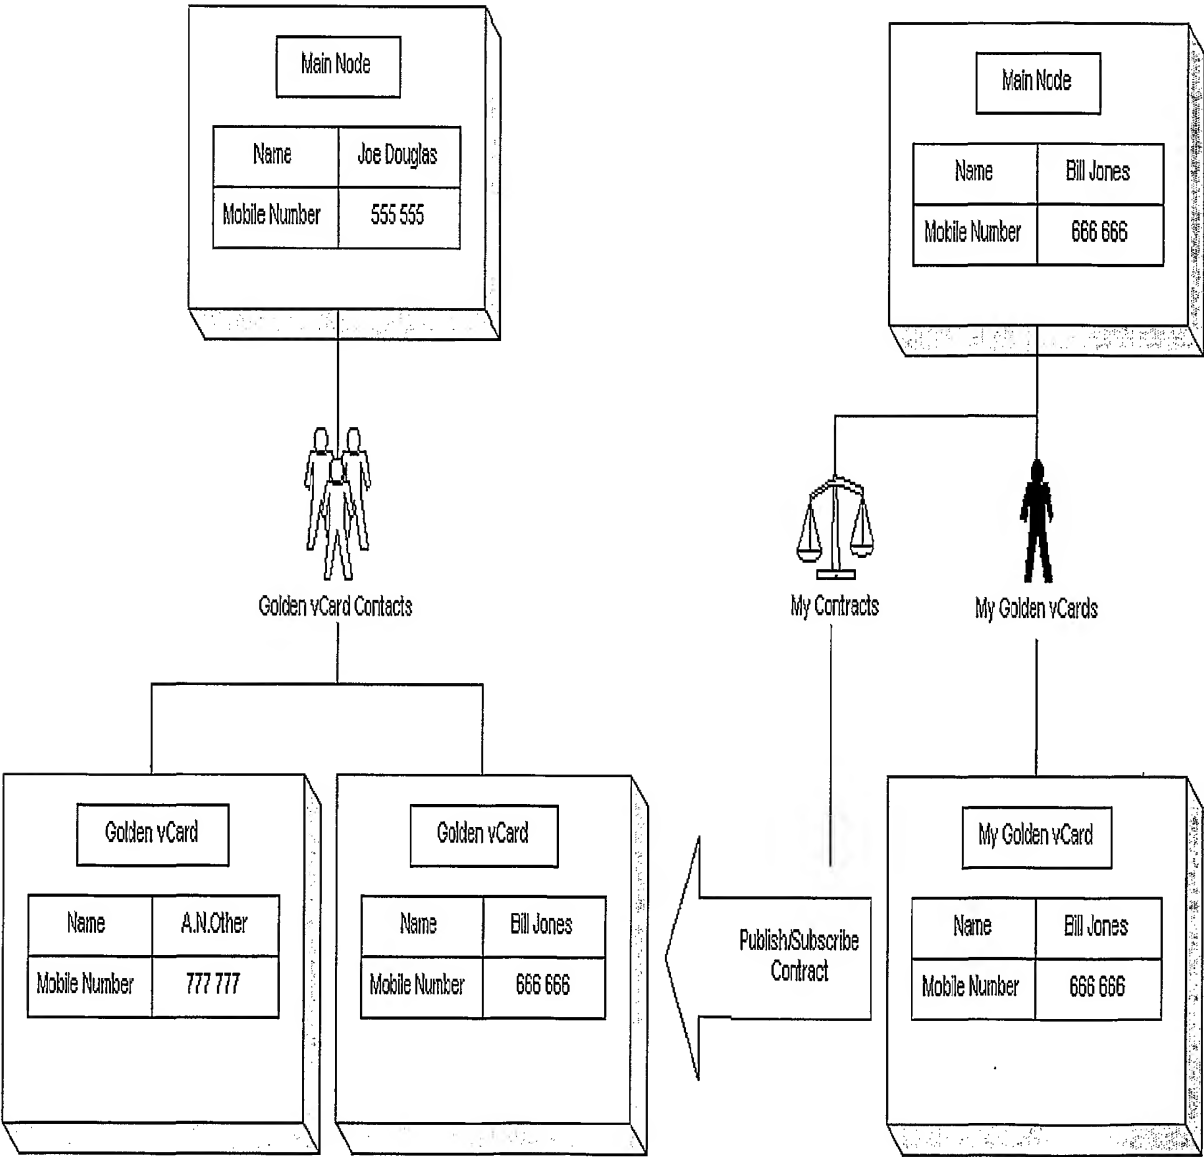 Main Node
Name Joe Douglas
Mobile Number 555 555
Main Node
Name Bill Jones
Mobile Number 666 666
Golden vCard Contacts
My Contracts
My Golden vCards
Golden vCard
Name A.N.Other
Mobile Number 777 777
Golden vCard
Name Bill Jones
Mobile Number 666 666
Publish/Subscribe
Contract
My Golden vCard
Name Bill Jones
Mobile Number 666 666